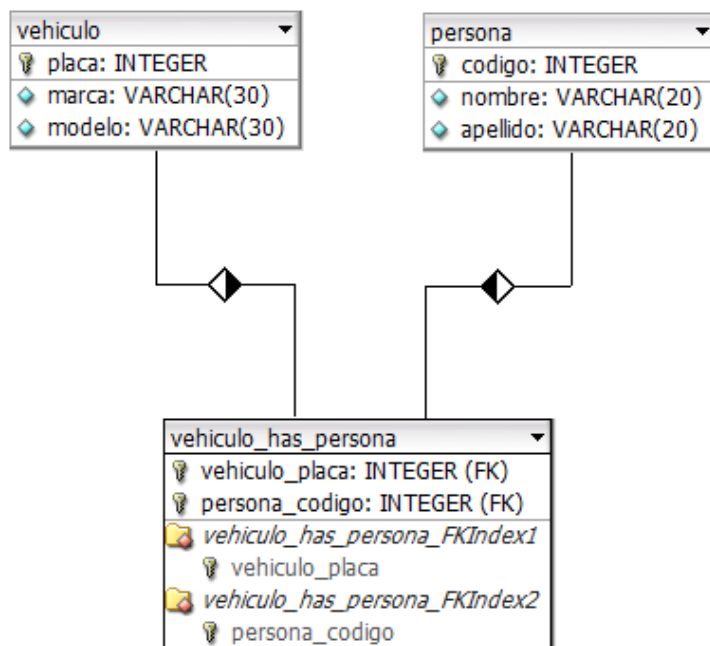 vehiculo
placa: INTEGER
marca: VARCHAR(30)
modelo: VARCHAR(30)
persona
codigo: INTEGER
nombre: VARCHAR(20)
apellido: VARCHAR(20)
vehiculo_has_persona
vehiculo_placa: INTEGER (FK)
persona_codigo: INTEGER (FK)
vehiculo_has_persona_FKIndex1
vehiculo_placa
vehiculo_has_persona_FKIndex2
persona_codigo